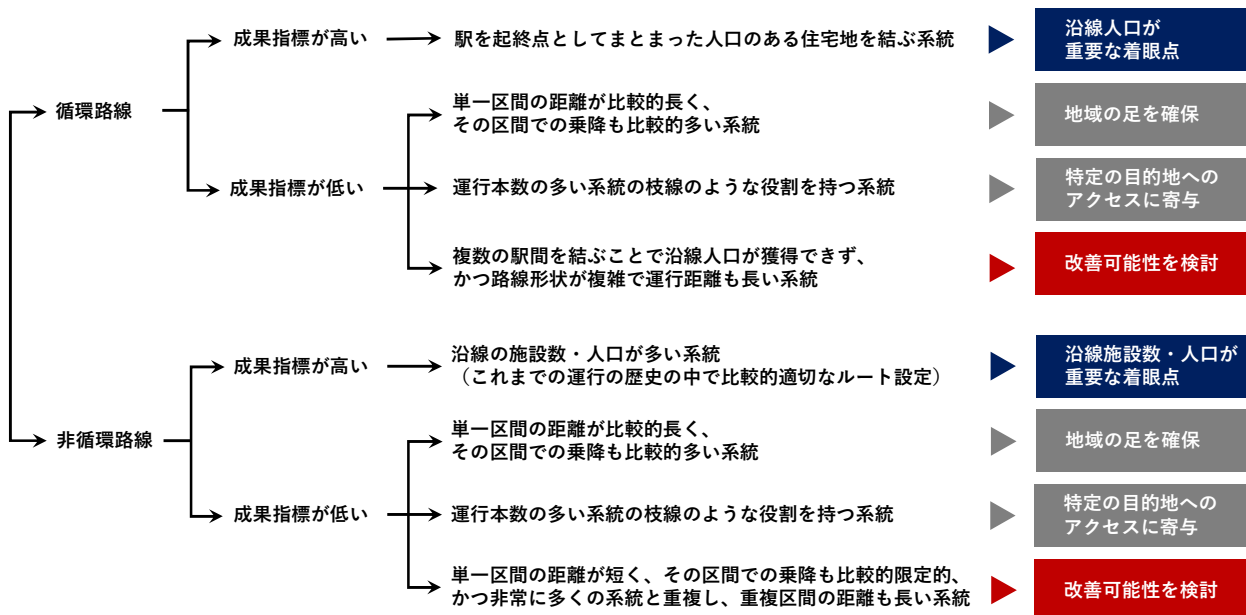 循環路線
成果指標が高い
駅を起終点としてまとまった人口のある住宅地を結ぶ系統
沿線人口が
重要な着眼点
成果指標が低い
単一区間の距離が比較的長く、
その区間での乗降も比較的多い系統
地域の足を確保
運行本数の多い系統の枝線のような役割を持つ系統
特定の目的地への
アクセスに寄与
複数の駅間を結ぶことで沿線人口が獲得できず、
かつ路線形状が複雑で運行距離も長い系統
改善可能性を検討
非循環路線
成果指標が高い
沿線の施設数・人口が多い系統
（これまでの運行の歴史の中で比較的適切なルート設定）
沿線施設数・人口が
重要な着眼点
成果指標が低い
単一区間の距離が比較的長く、
その区間での乗降も比較的多い系統
地域の足を確保
運行本数の多い系統の枝線のような役割を持つ系統
特定の目的地への
アクセスに寄与
単一区間の距離が短く、その区間での乗降も比較的限定的、
かつ非常に多くの系統と重複し、重複区間の距離も長い系統
改善可能性を検討